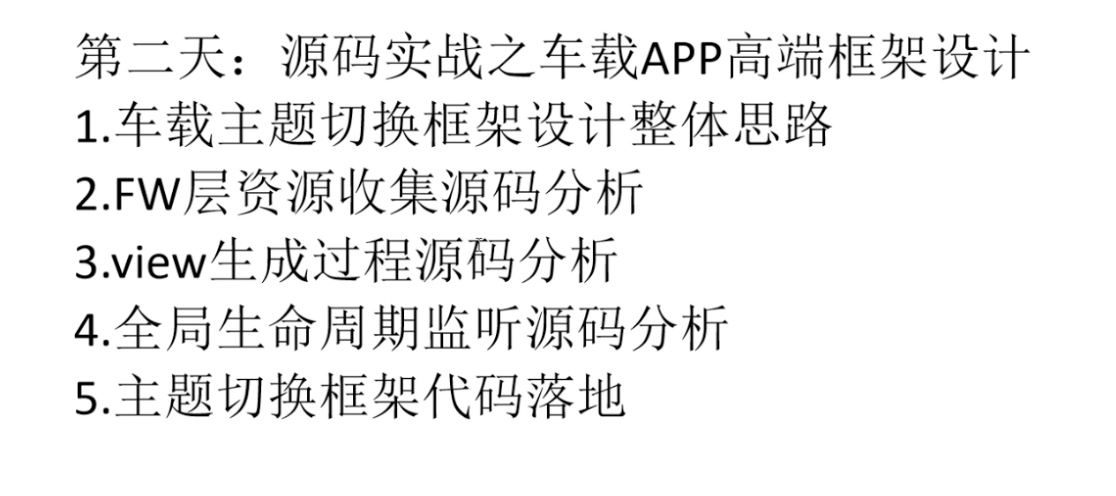 第二天：源码实战之车载APP高端框架设计
1.车载主题切换框架设计整体思路
2.FW层资源收集源码分析
3.view生成过程源码分析
4.全局生命周期监听源码分析
5.主题切换框架代码落地